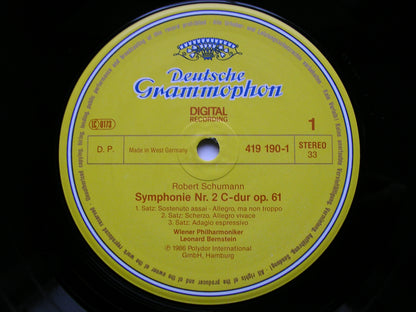 Deutsche
Grammophon
DIGITAL
RECORDING
LC 0173
1
D. P.
Made in West Germany
419 190-1
STEREO
33
Robert Schumann
Symphonie Nr. 2 C-dur op. 61
1. Satz: Sostenuto assai - Allegro, ma non troppo
2. Satz: Scherzo, Allegro vivace
3. Satz: Adagio espressivo
Wiener Philharmoniker
Leonard Bernstein
℗ 1986 Polydor International
GmbH, Hamburg